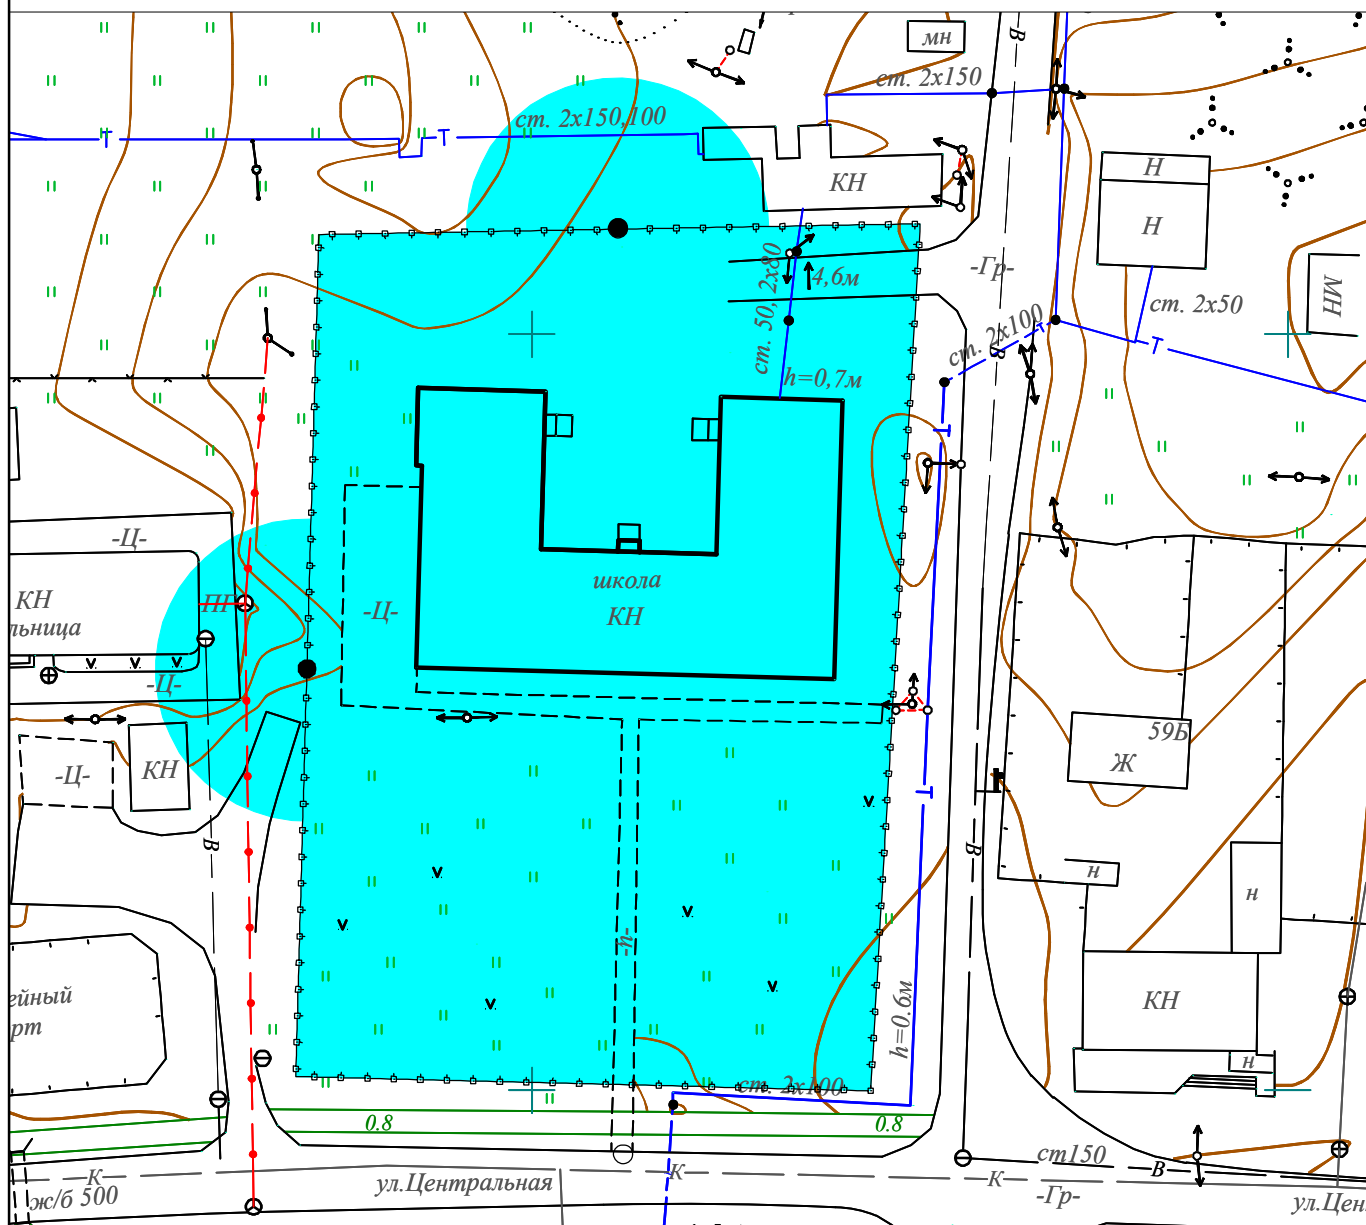 мн
В
ст. 2х150
ст. 2х150,100
Т
Т
КН
Н
Н
-Гр-
4,6м
ст. 50, 2х80
МН
ст. 2х50
ст. 2х100
Т
В
Т
h=0,7м
Т
-Ц-
школа
КН
КН
льница
ПГ
-Ц-
-Ц-
59Б
Ж
-Ц-
КН
Т
В
В
н
н
-п-
ейный
рт
h=0.6м
КН
н
ст. 2х100
0.8
0.8
ст150
В
К
К
К
ж/б 500
ул.Центральная
-Гр-
ул.Цен